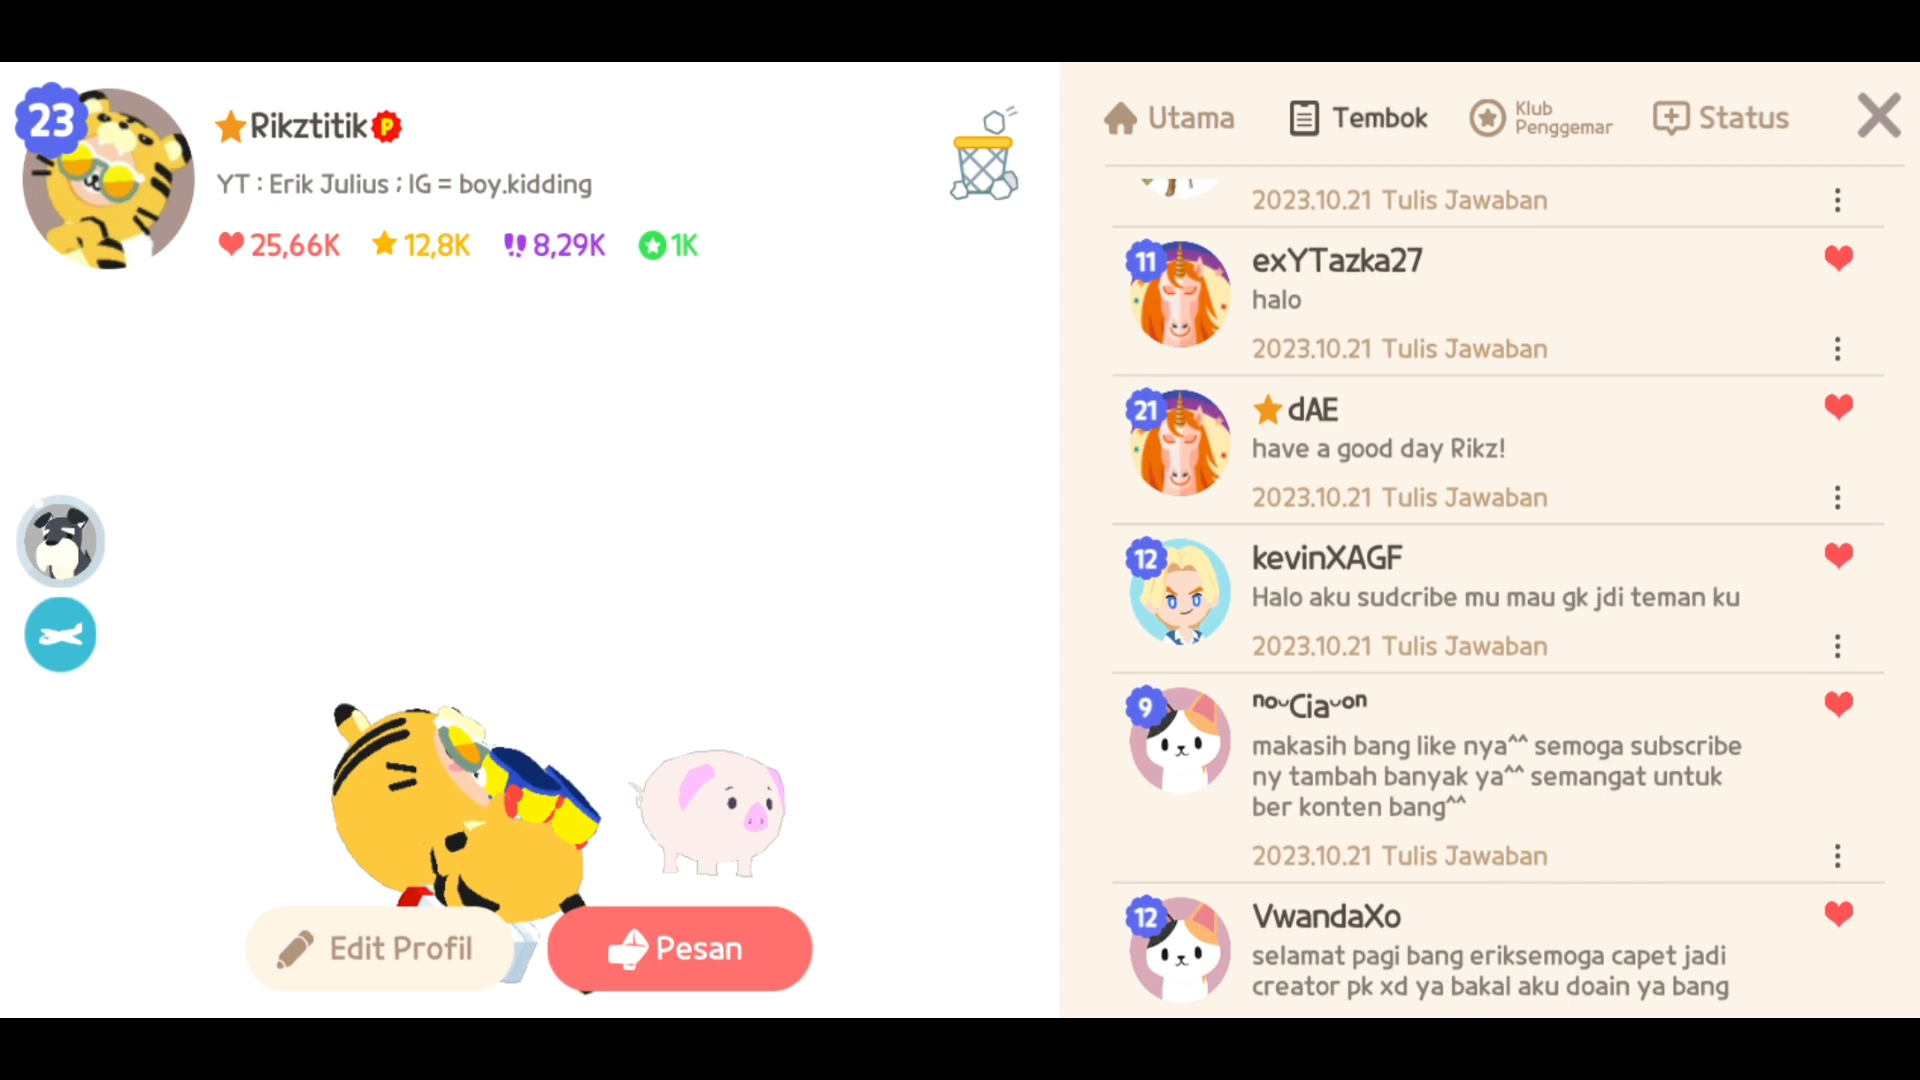 23
Rikztitik P
YT : Erik Julius ; IG = boy.kidding
25,66K 12,8K 8,29K 1K
Edit Profil
Pesan
Utama
Tembok
Klub
Penggemar
Status
2023.10.21 Tulis Jawaban
11
exYTazka27
halo
2023.10.21 Tulis Jawaban
21
dAE
have a good day Rikz!
2023.10.21 Tulis Jawaban
12
kevinXAGF
Halo aku sudcribe mu mau gk jdi teman ku
2023.10.21 Tulis Jawaban
9
ⁿᵒᵕCiaᵕᵒⁿ
makasih bang like nya^^ semoga subscribe
ny tambah banyak ya^^ semangat untuk
ber konten bang^^
2023.10.21 Tulis Jawaban
12
VwandaXo
selamat pagi bang eriksemoga capet jadi
creator pk xd ya bakal aku doain ya bang